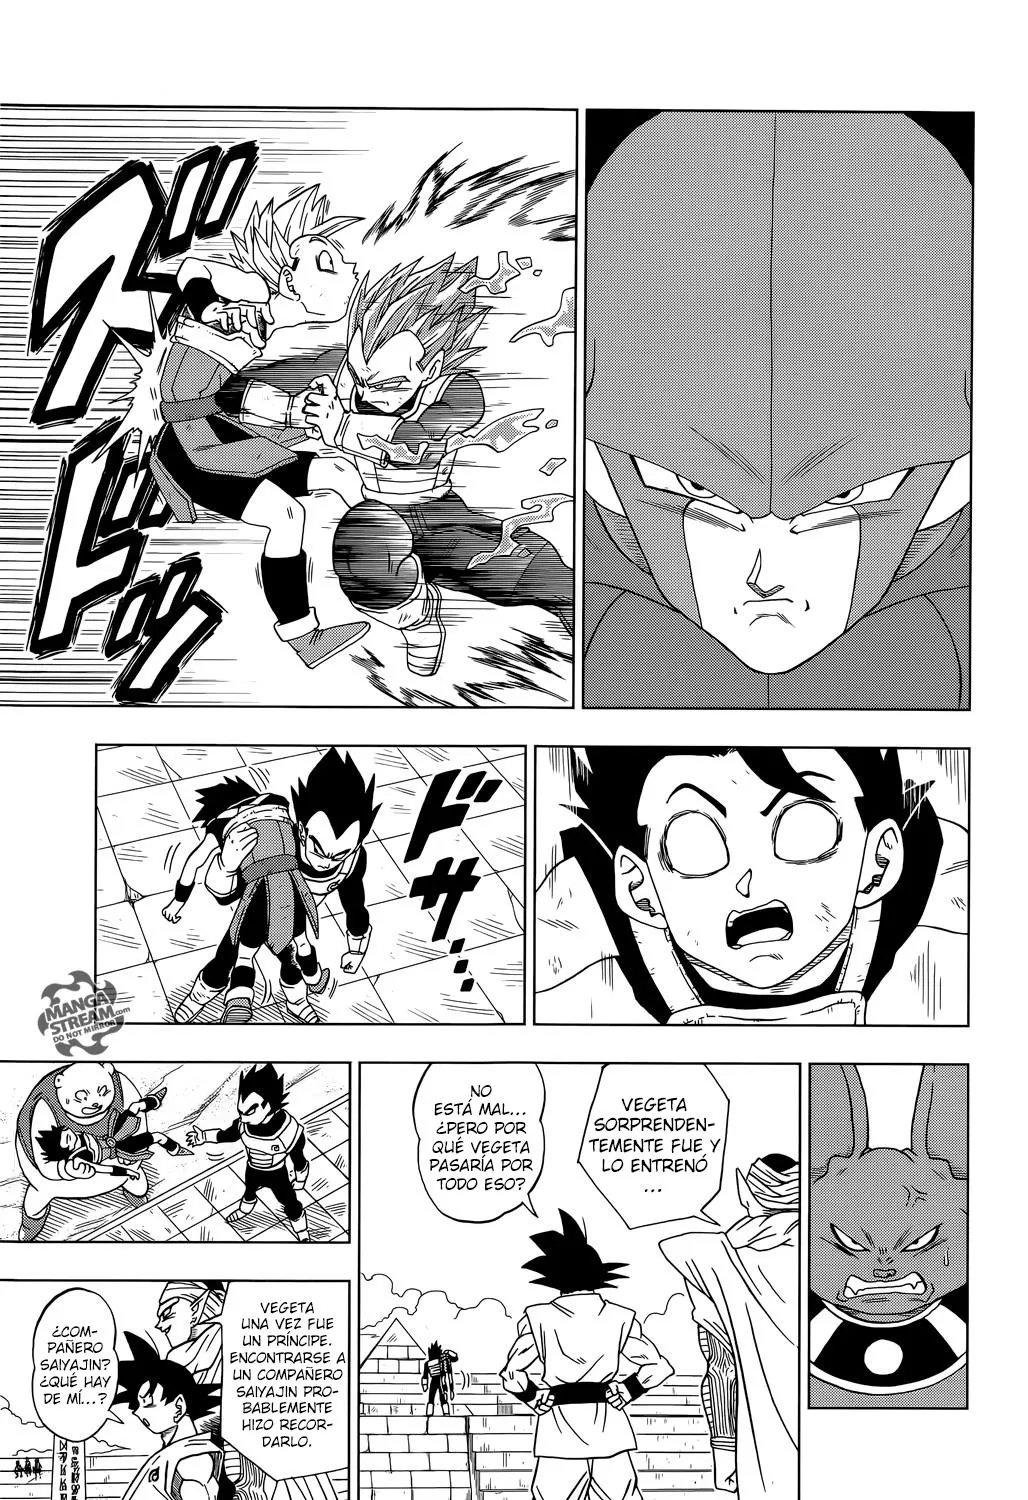 ズドドッ
ドサ…
MANGA
STREAM.com
DO NOT MIRROR
VEGETA
SORPRENDEN-
TEMENTE FUE Y
LO ENTRENÓ
...
NO
ESTÁ MAL...
¿PERO POR
QUÉ VEGETA
PASARÍA POR
TODO ESO?
VEGETA
UNA VEZ FUE
UN PRÍNCIPE.
ENCONTRARSE A
UN COMPAÑERO
SAIYAJIN PRO-
BABLEMENTE
HIZO RECOR-
DARLO.
¿COM-
PAÑERO
SAIYAJIN?
¿QUÉ HAY
DE MÍ...?